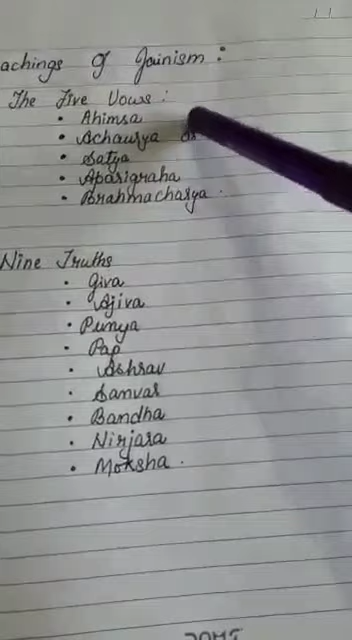 achings of Jainism :
The Five Vows :
• Ahimsa
• Achaurya
• Satya
• Aparigraha
• Brahmacharya .
Nine Truths
• Giva
• Ajiva
• Punya
• Pap
• Ashrav
• Sanvar
• Bandha
• Nirjara
• Moksha .